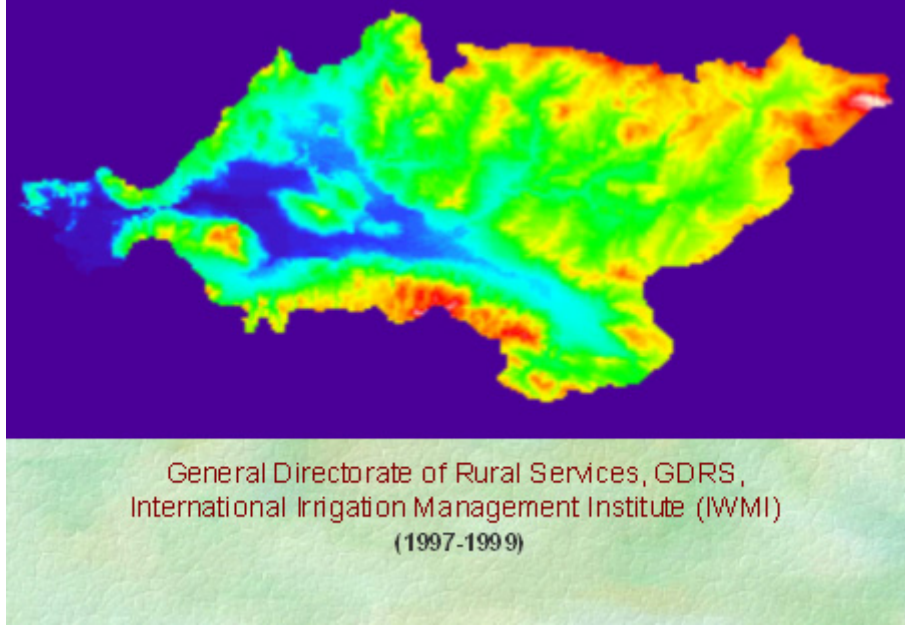 General Directorate of Rural Services, GDRS,
International Irrigation Management Institute (IWMI)
(1997-1999)